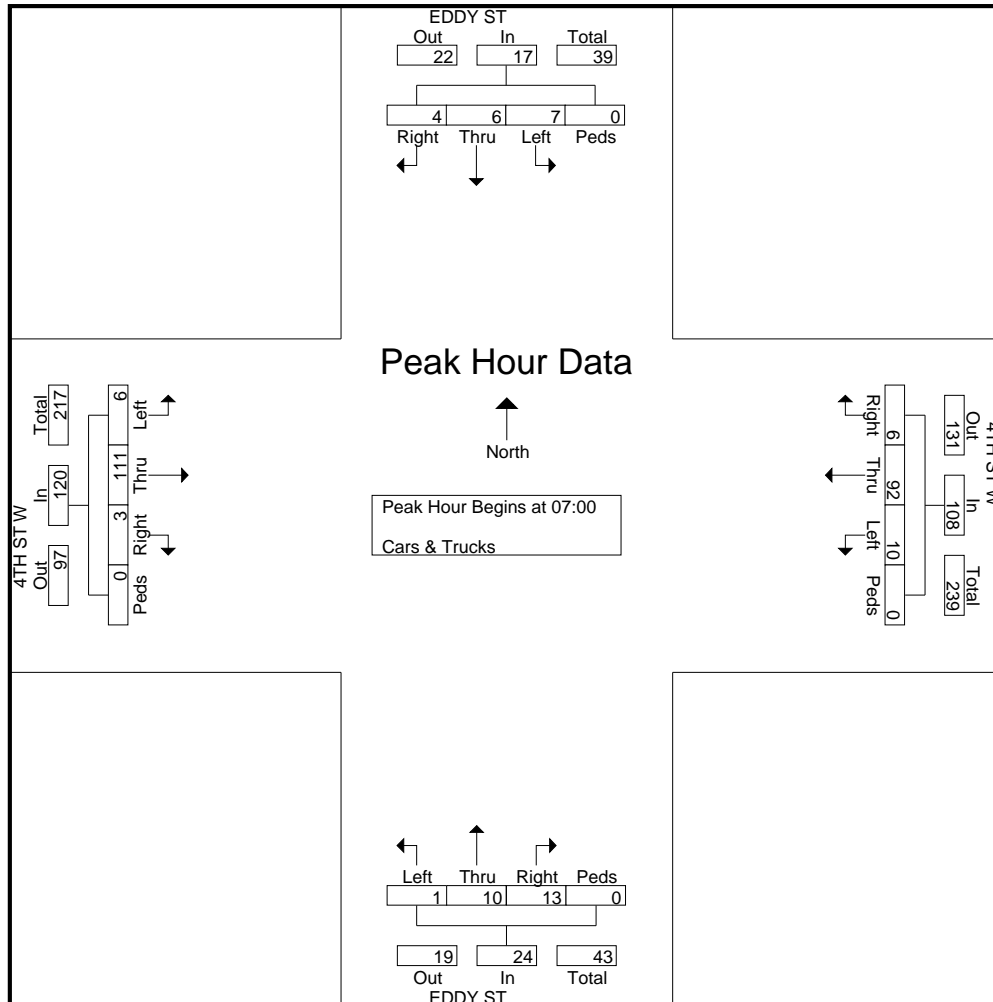 EDDY ST
Out In Total
22 17 39
4 6 7 0
Right Thru Left Peds
Peak Hour Data
North
Peak Hour Begins at 07:00
Cars & Trucks
4TH ST W
Out In Total
97 120 217
0 3 111 6
Peds Right Thru Left
4TH ST W
Out In Total
131 108 239
6 92 10 0
Right Thru Left Peds
Left Thru Right Peds
1 10 13 0
19 24 43
Out In Total
EDDY ST